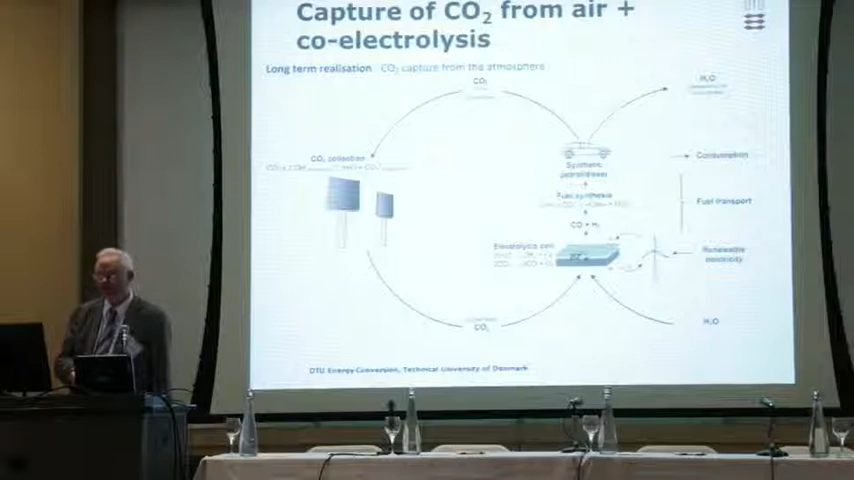 Capture of CO₂ from air +
co-electrolysis
DTU
Long term realisation CO₂ capture from the atmosphere
CO₂
H₂O
CO₂ collection
Synthetic
petrol/diesel
Consumption
Fuel synthesis
Fuel transport
CO + H₂
Electrolysis cell
Renewable
electricity
CO₂
H₂O
DTU Energy Conversion, Technical University of Denmark